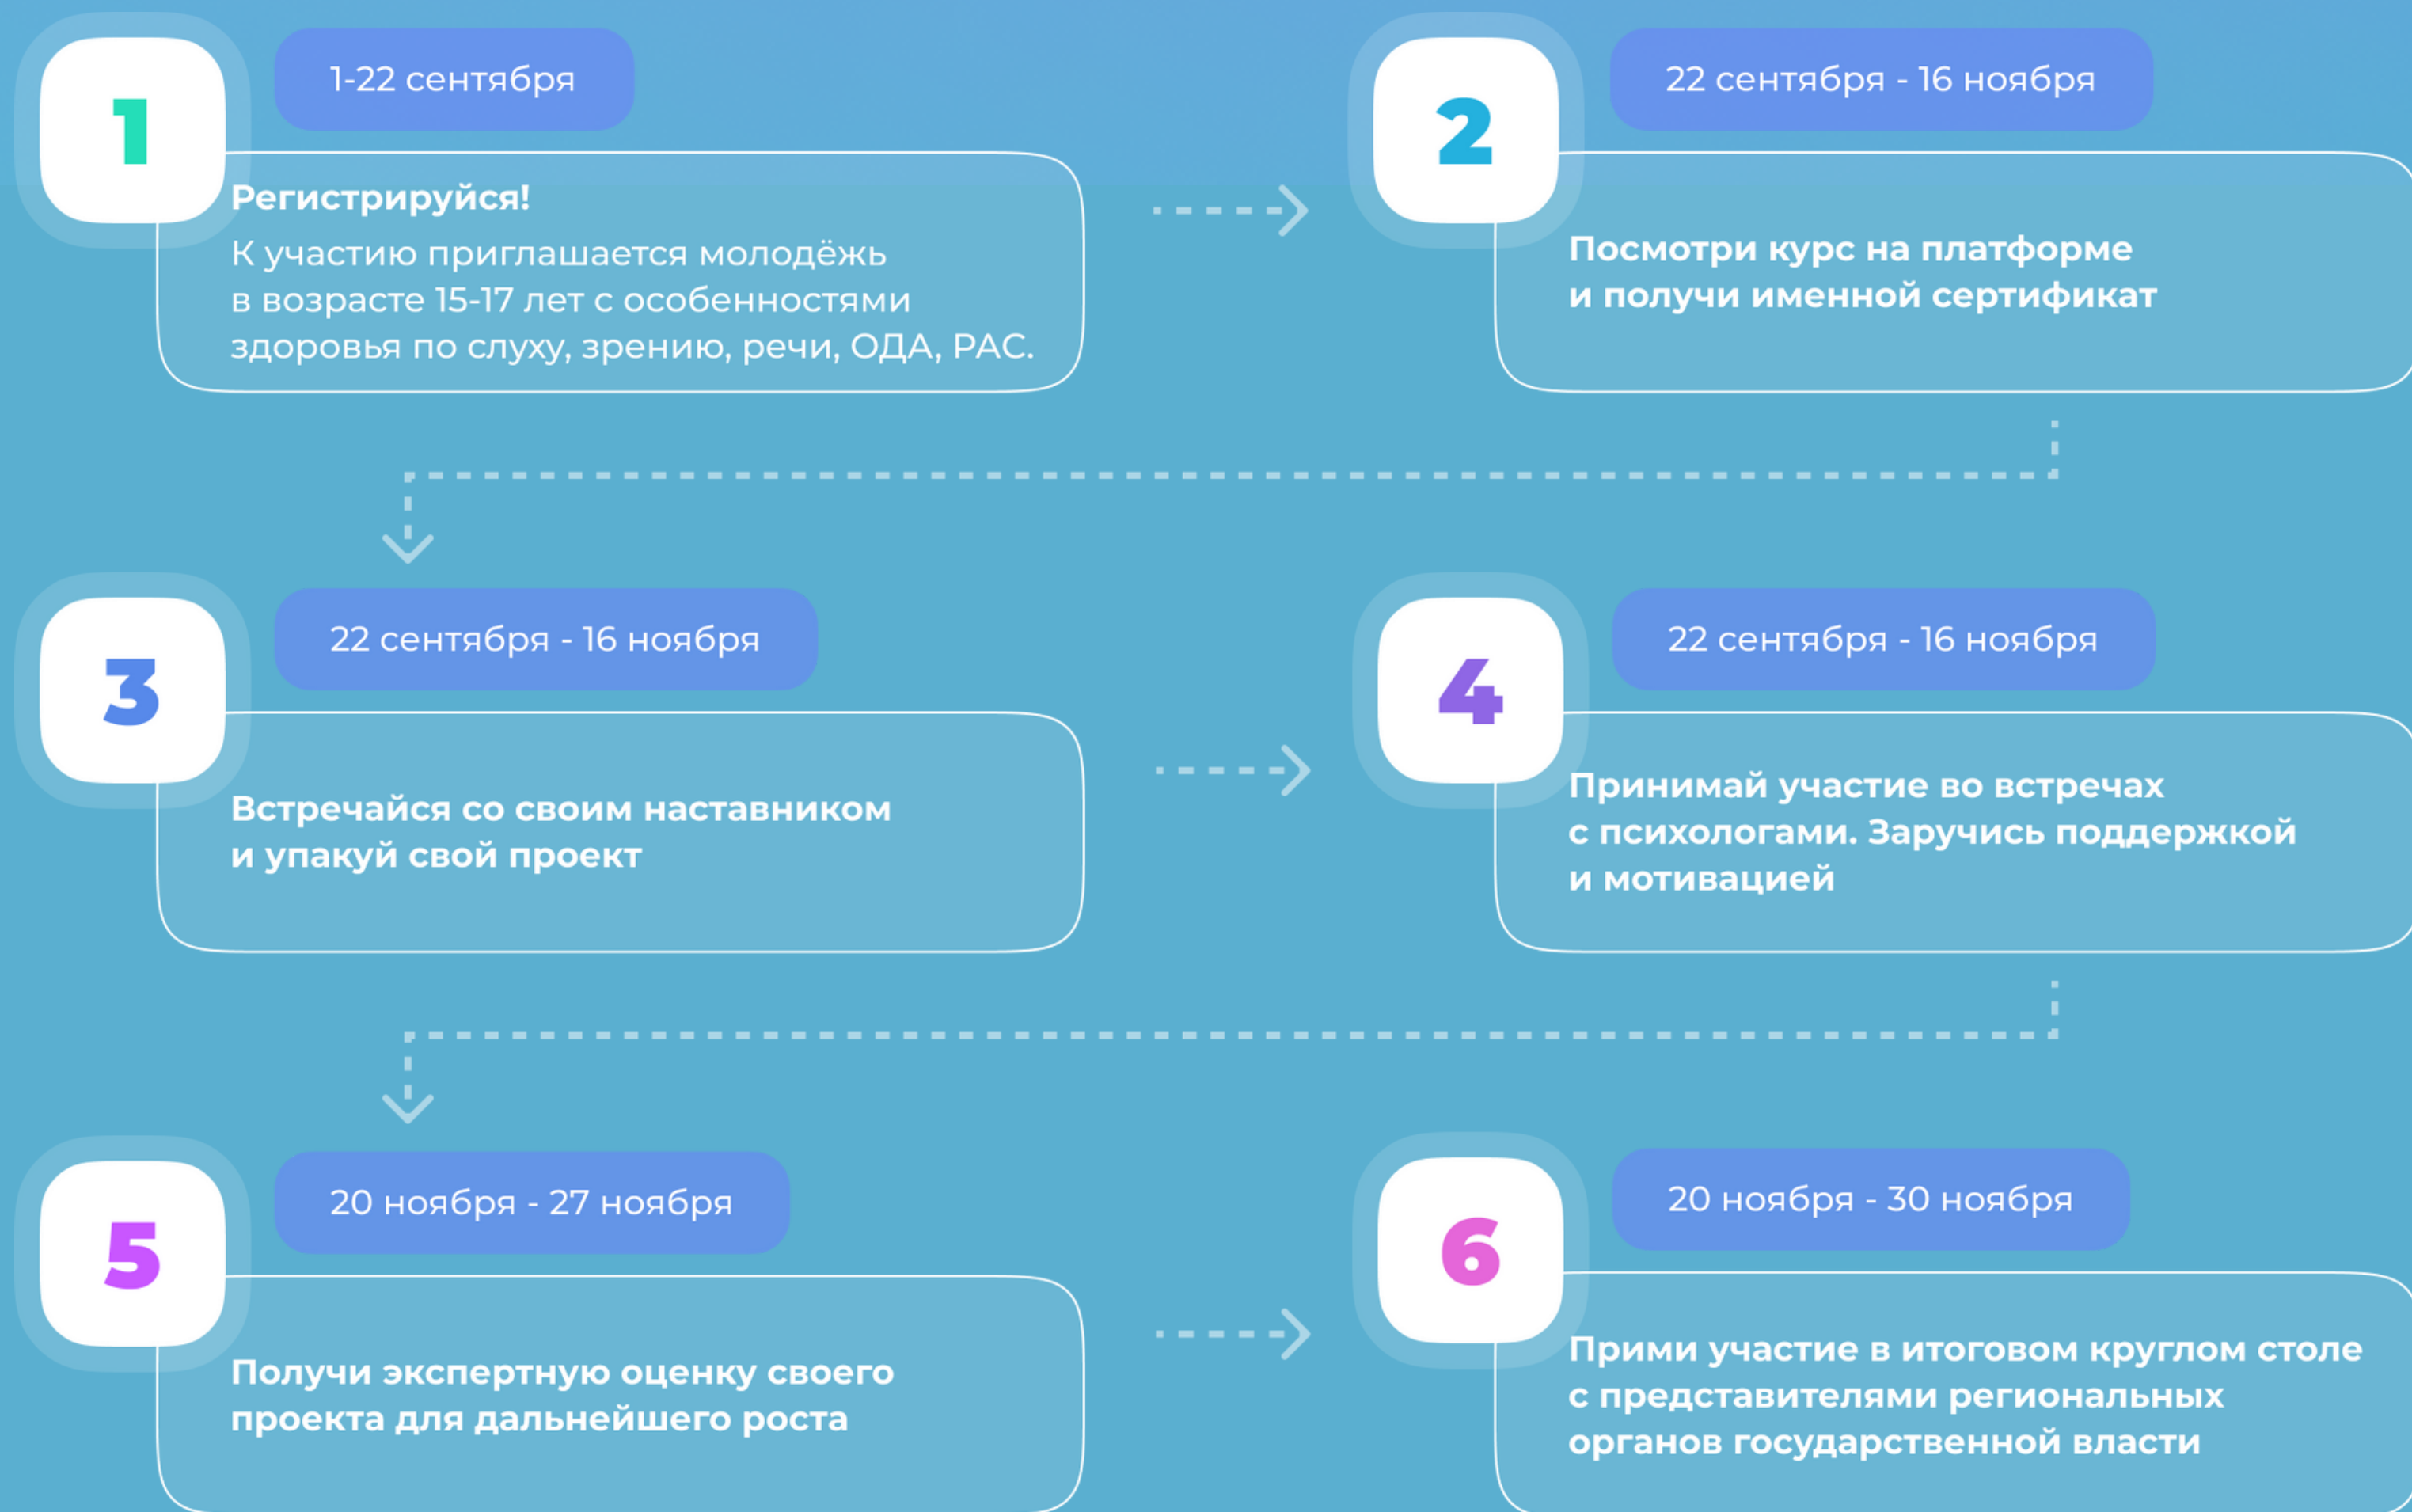 1
1-22 сентября
Регистрируйся!
К участию приглашается молодёжь
в возрасте 15-17 лет с особенностями
здоровья по слуху, зрению, речи, ОДА, РАС.
2
22 сентября - 16 ноября
Посмотри курс на платформе
и получи именной сертификат
3
22 сентября - 16 ноября
Встречайся со своим наставником
и упакуй свой проект
4
22 сентября - 16 ноября
Принимай участие во встречах
с психологами. Заручись поддержкой
и мотивацией
5
20 ноября - 27 ноября
Получи экспертную оценку своего
проекта для дальнейшего роста
6
20 ноября - 30 ноября
Прими участие в итоговом круглом столе
с представителями региональных
органов государственной власти